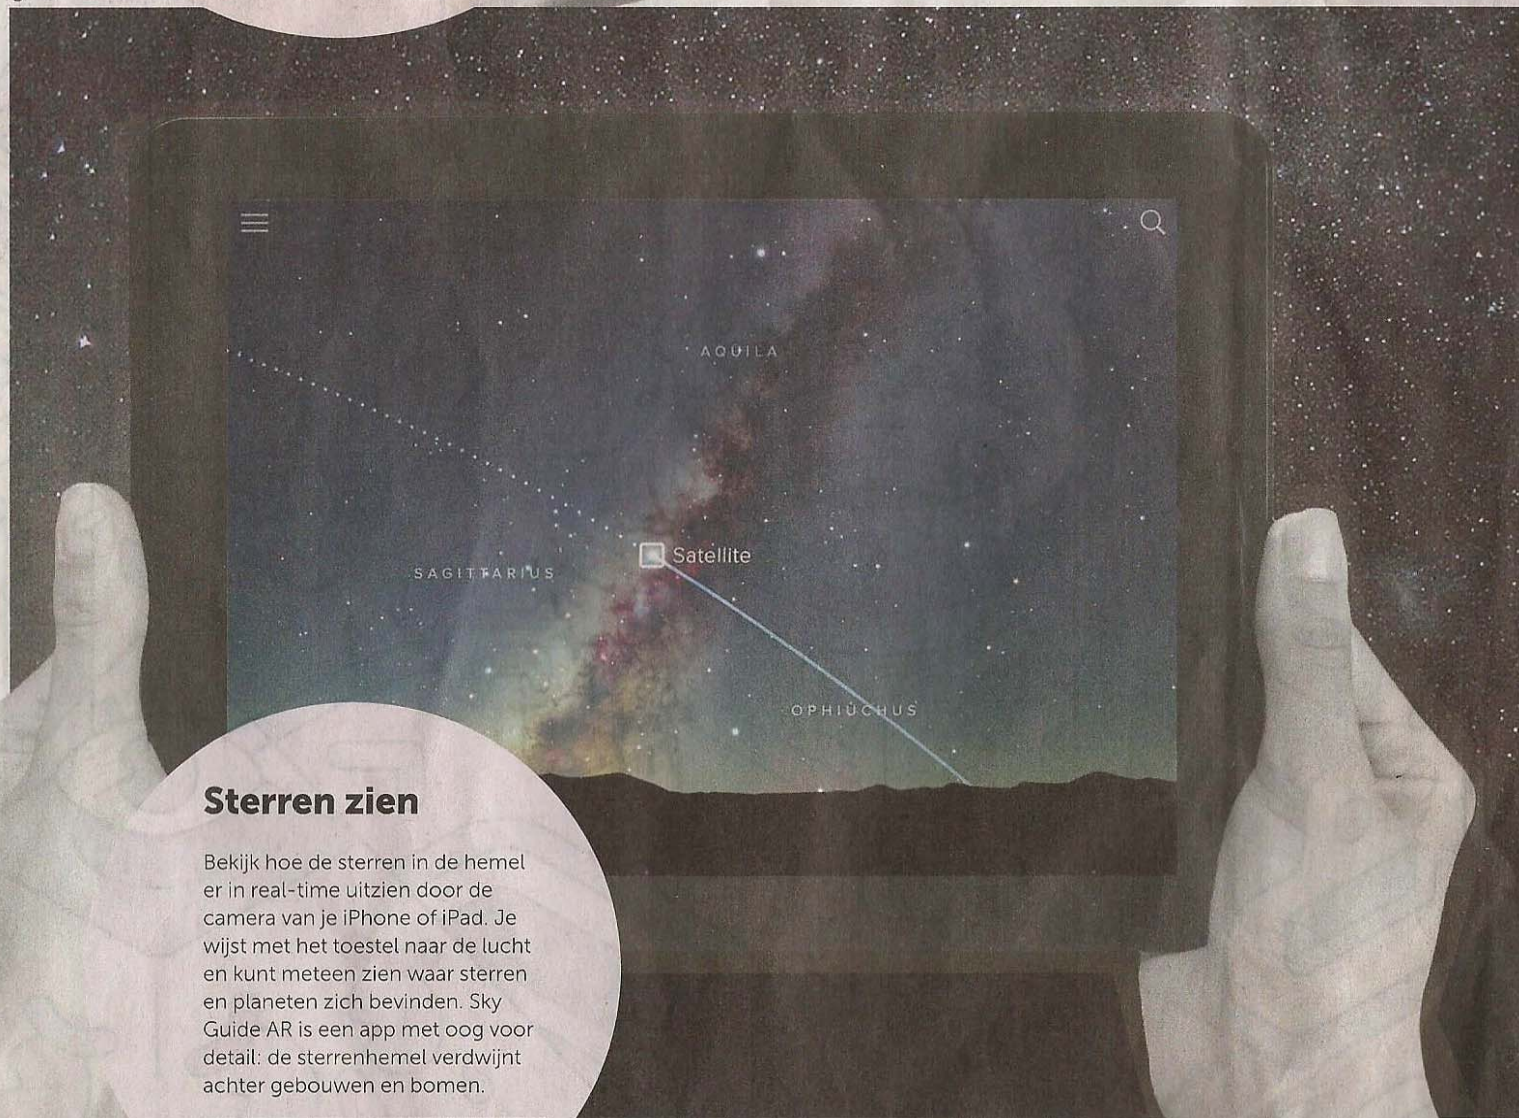 AQUILA
Satellite
SAGITTARIUS
OPHIUCHUS
Sterren zien
Bekijk hoe de sterren in de hemel
er in real-time uitzien door de
camera van je iPhone of iPad. Je
wijst met het toestel naar de lucht
en kunt meteen zien waar sterren
en planeten zich bevinden. Sky
Guide AR is een app met oog voor
detail: de sterrenhemel verdwijnt
achter gebouwen en bomen.